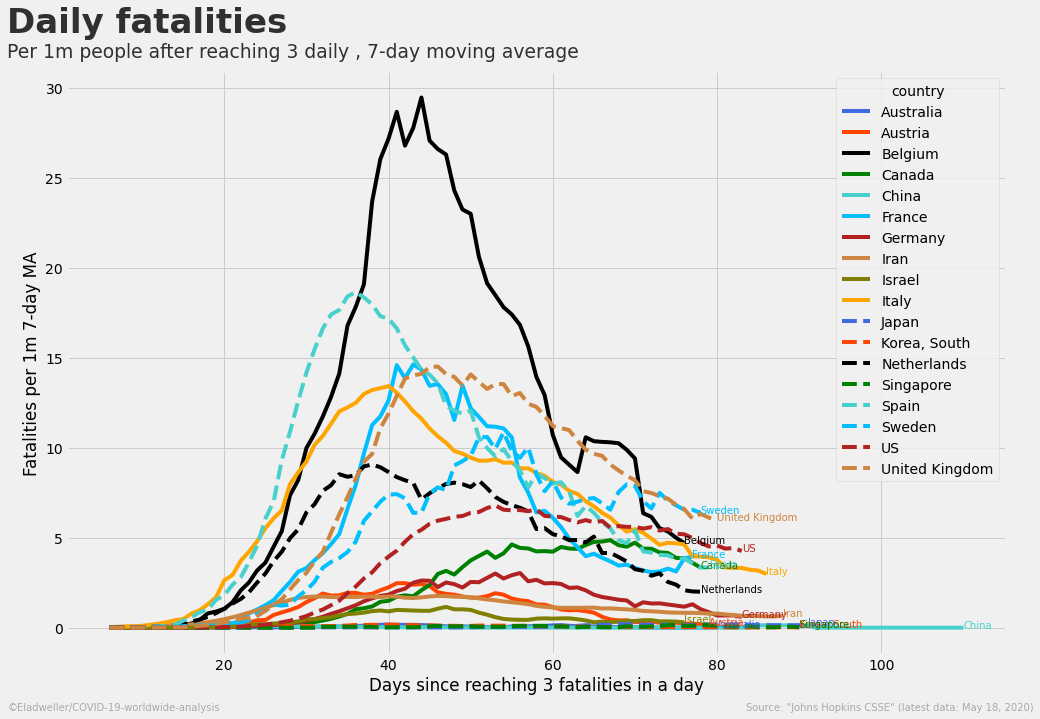 Daily fatalities
Per 1m people after reaching 3 daily , 7-day moving average
Fatalities per 1m 7-day MA
30
25
20
15
10
5
0
country
Australia
Austria
Belgium
Canada
China
France
Germany
Iran
Israel
Italy
Japan
Korea, South
Netherlands
Singapore
Spain
Sweden
US
United Kingdom
Sweden
United Kingdom
Belgium
US
France
Canada
Italy
Netherlands
Germany
Iran
Israel
Singapore
China
20
40
60
80
100
Days since reaching 3 fatalities in a day
©Eladweller/COVID-19-worldwide-analysis
Source: "Johns Hopkins CSSE" (latest data: May 18, 2020)